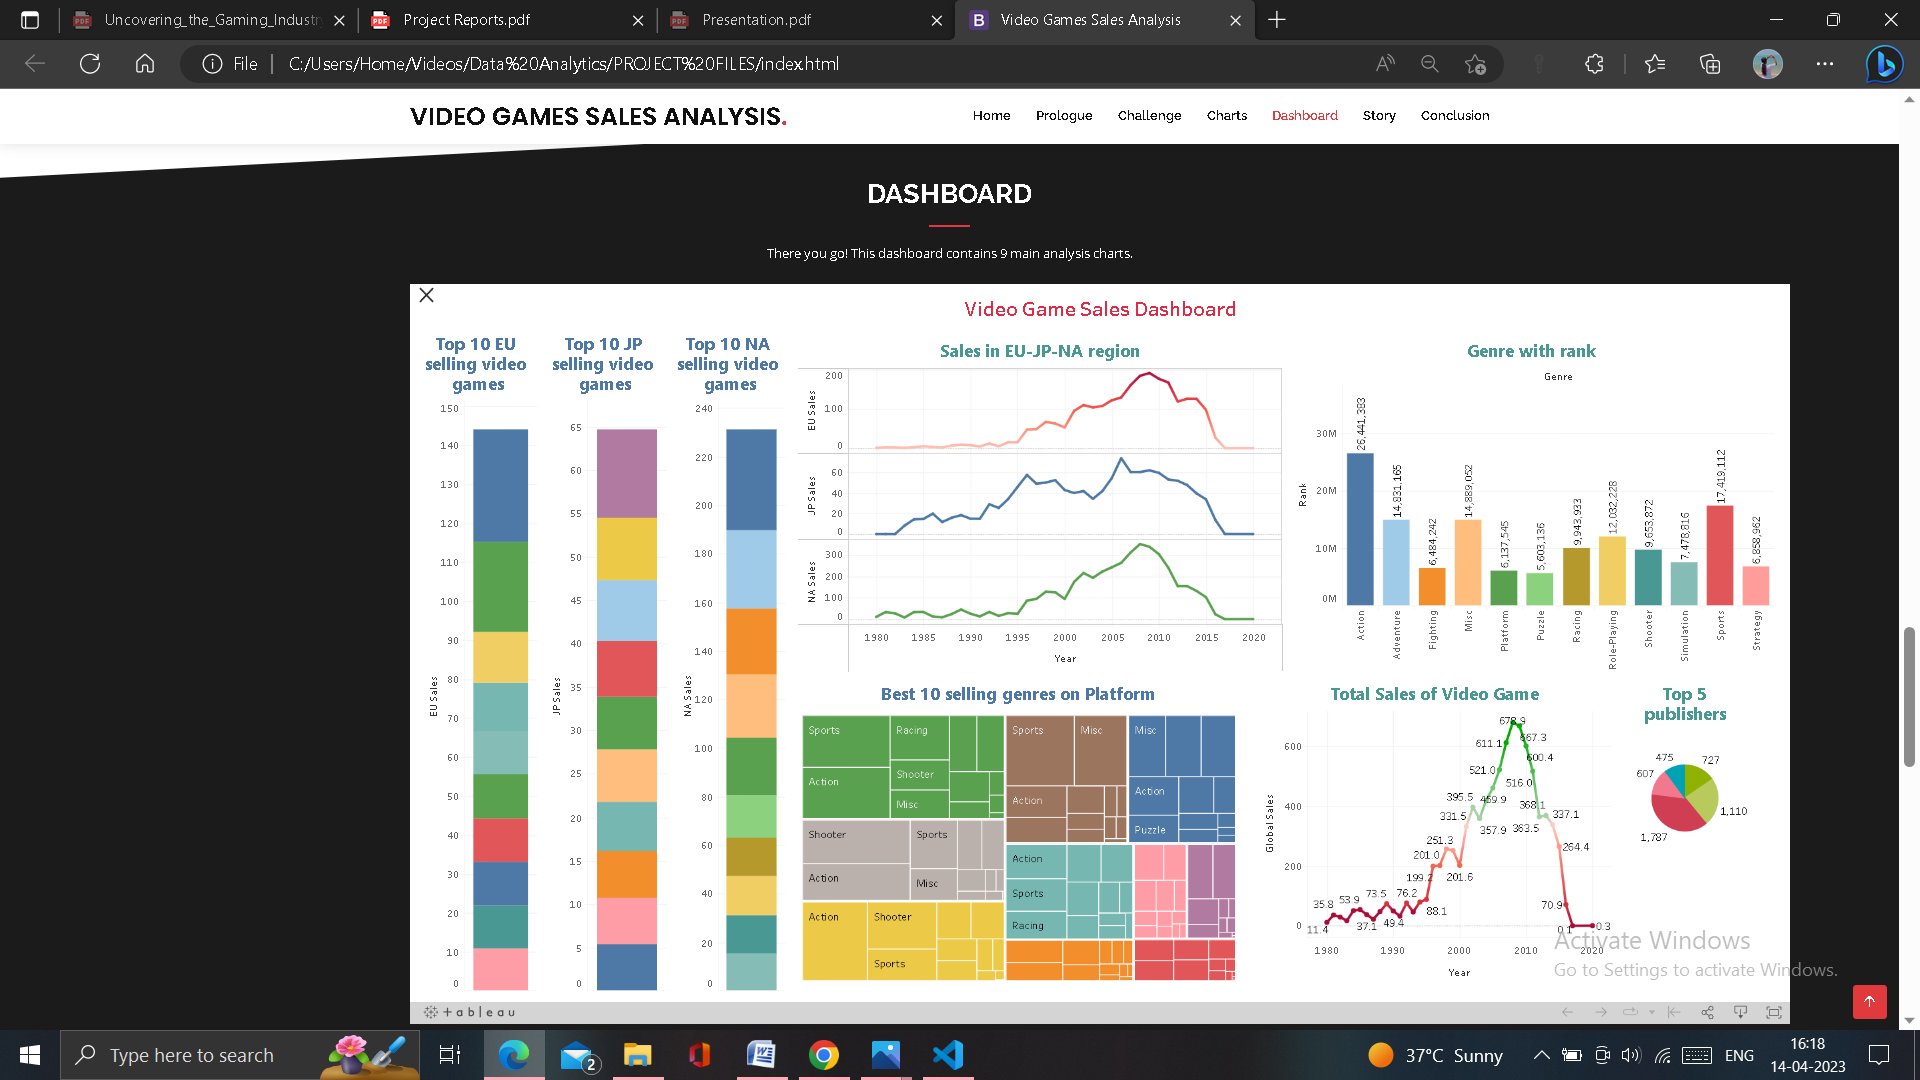 Uncovering_the_Gaming_Industr
Project Reports.pdf
Presentation.pdf
Video Games Sales Analysis
File
C:/Users/Home/Videos/Data%20Analytics/PROJECT%20FILES/index.html
VIDEO GAMES SALES ANALYSIS.
Home Prologue Challenge Charts Dashboard Story Conclusion
DASHBOARD
There you go! This dashboard contains 9 main analysis charts.
Video Game Sales Dashboard
Top 10 EU
selling video
games
150
140
130
120
110
100
90
80
70
60
50
40
30
20
10
0
EU Sales
Top 10 JP
selling video
games
65
60
55
50
45
40
35
30
25
20
15
10
5
0
JP Sales
Top 10 NA
selling video
games
240
220
200
180
160
140
120
100
80
60
40
20
0
NA Sales
Sales in EU-JP-NA region
EU Sales
200
100
0
JP Sales
60
40
20
0
NA Sales
300
200
100
0
1980 1985 1990 1995 2000 2005 2010 2015 2020
Year
Genre with rank
Genre
Rank
30M
20M
10M
0M
26,441,383
14,831,165
6,484,242
14,889,052
6,137,545
5,603,136
9,943,933
12,032,228
9,653,872
7,478,816
17,419,112
6,858,962
Action
Adventure
Fighting
Misc
Platform
Puzzle
Racing
Role-Playing
Shooter
Simulation
Sports
Strategy
Best 10 selling genres on Platform
Sports
Action
Racing
Shooter
Misc
Sports
Misc
Action
Misc
Action
Puzzle
Shooter
Action
Sports
Misc
Action
Sports
Racing
Action
Shooter
Sports
Total Sales of Video Game
Global Sales
600
400
200
0
678.9
611.1
667.3
600.4
521.0
516.0
395.5
459.9
368.1
337.1
331.5
357.9
363.5
251.3
201.0
264.4
199.2
201.6
73.5
76.2
35.8
53.9
88.1
70.9
11.4
37.1
49.4
0.1
0.3
1980 1990 2000 2010 2020
Year
Top 5
publishers
475
727
607
1,110
1,787
Activate Windows
Go to Settings to activate Windows.
+ableau
Type here to search
2
37°C Sunny
ENG
16:18
14-04-2023